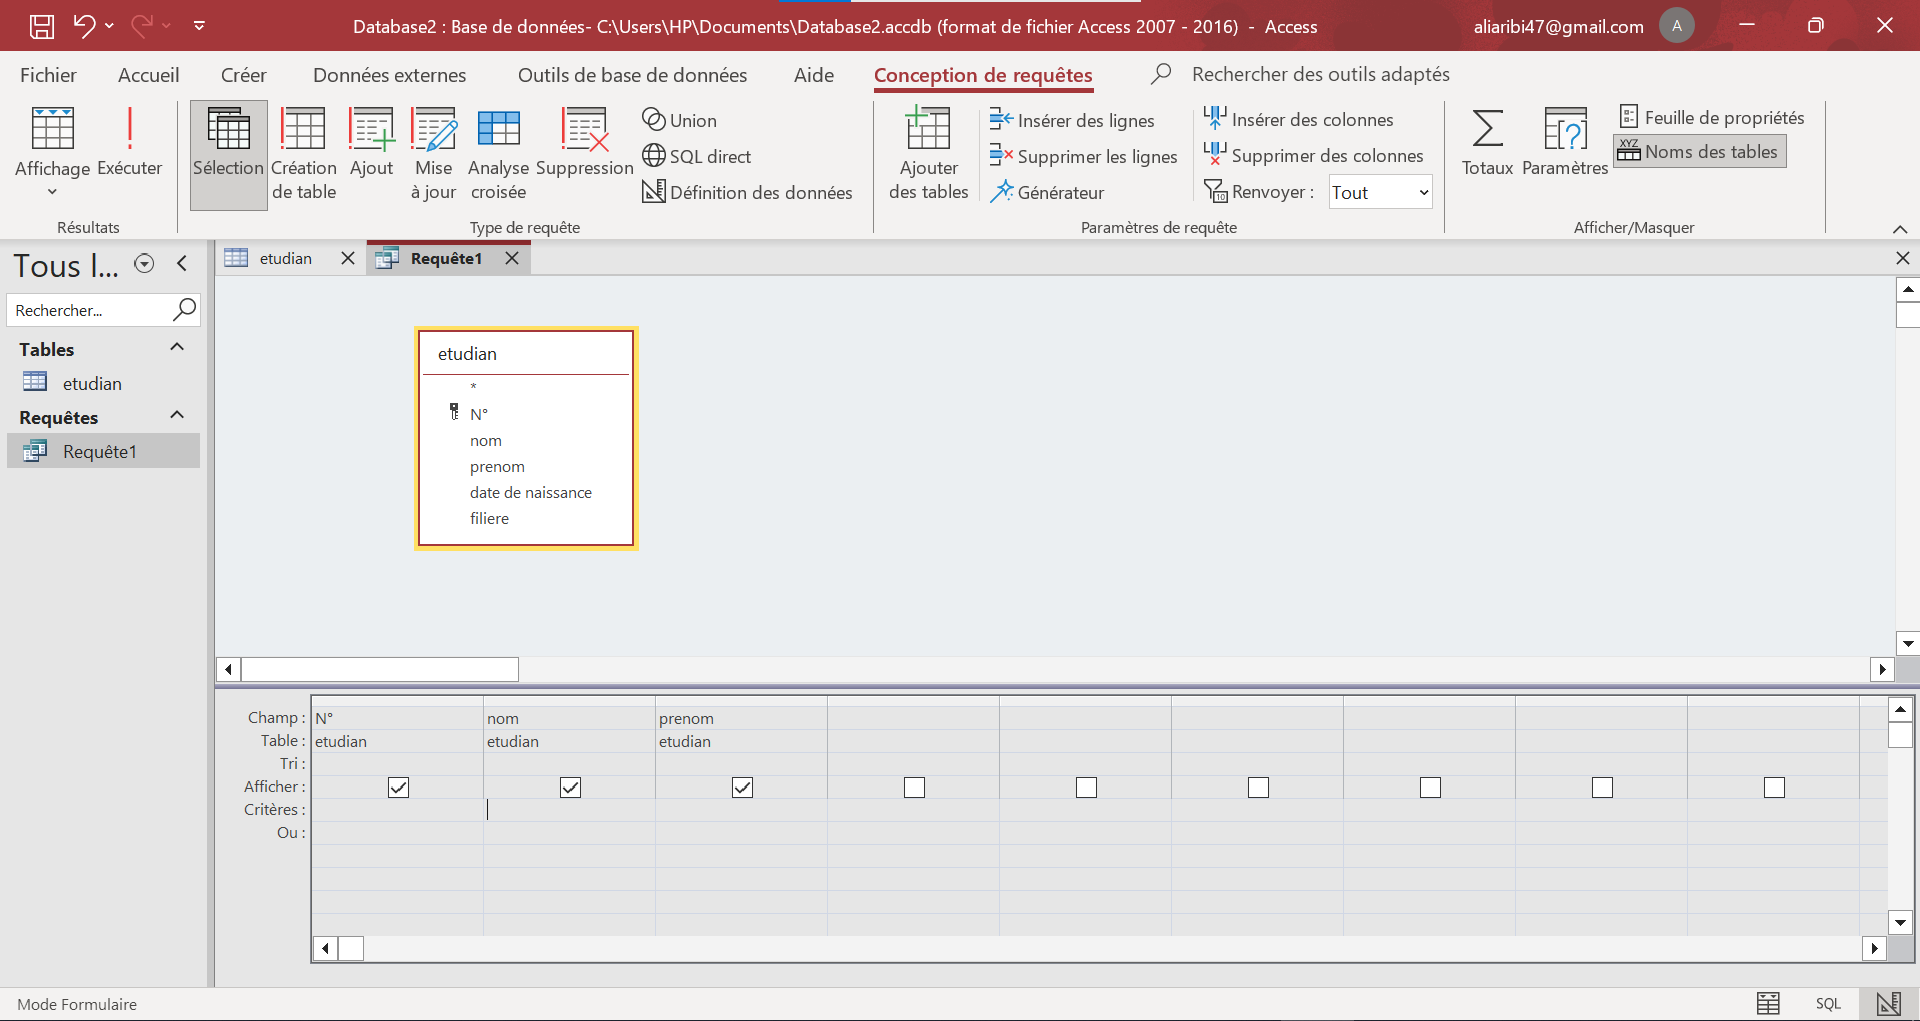 Database2 : Base de données- C:\Users\HP\Documents\Database2.accdb (format de fichier Access 2007 - 2016) - Access
aliaribi47@gmail.com
A
Fichier Accueil Créer Données externes Outils de base de données Aide Conception de requêtes Rechercher des outils adaptés
Affichage
Exécuter
Résultats
Sélection
Création
de table
Ajout
Mise
à jour
Analyse
croisée
Suppression
Union
SQL direct
Définition des données
Type de requête
Ajouter
des tables
Insérer des lignes
Supprimer les lignes
Générateur
Insérer des colonnes
Supprimer des colonnes
Renvoyer : Tout
Paramètres de requête
Totaux
Paramètres
Feuille de propriétés
XYZ Noms des tables
Afficher/Masquer
Tous l...
Rechercher...
Tables
etudian
Requêtes
Requête1
etudian
Requête1
etudian
*
N°
nom
prenom
date de naissance
filiere
Champ : N° nom prenom
Table : etudian etudian etudian
Tri :
Afficher :
Critères :
Ou :
Mode Formulaire
SQL